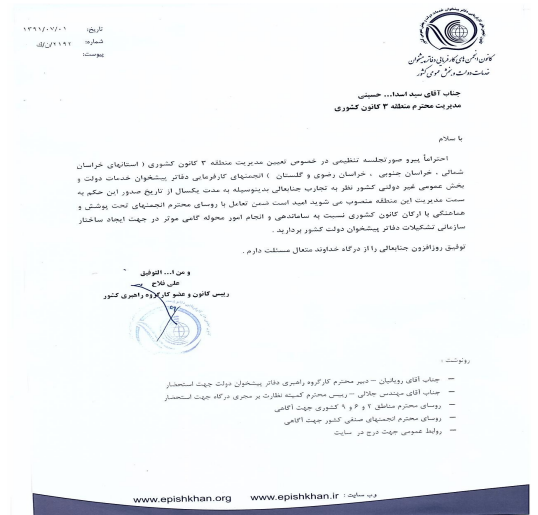 تاریخ: ۱۳۹۱/۰۷/۰۱
شماره: ۲۱۹۲/ن/ك
پیوست:
کانون انجمن های کارفرمایی دفاتر پیشخوان
خدمات دولت و بخش عمومی کشور
جناب آقای سید اسدا... حسینی
مدیریت محترم منطقه ۳ کانون کشوری
با سلام
احتراماً پیرو صورتجلسه تنظیمی در خصوص تعیین مدیریت منطقه ۳ کانون کشوری ( استانهای خراسان
شمالی ، خراسان جنوبی ، خراسان رضوی و گلستان ) انجمنهای کارفرمایی دفاتر پیشخوان خدمات دولت و
بخش عمومی غیر دولتی کشور نظر به تجارب جنابعالی بدینوسیله به مدت یکسال از تاریخ صدور این حکم به
سمت مدیریت این منطقه منصوب می شوید امید است ضمن تعامل با روسای محترم انجمنهای تحت پوشش و
هماهنگی با ارکان کانون کشوری نسبت به ساماندهی و انجام امور محوله گامی موثر در جهت ایجاد ساختار
سازمانی تشکیلات دفاتر پیشخوان دولت کشور بردارید .
توفیق روزافزون جنابعالی را از درگاه خداوند متعال مسئلت دارم .
و من ا... التوفیق
علی فلاح
رییس کانون و عضو کارگروه راهبری کشور
رونوشت :
– جناب آقای رویانیان – دبیر محترم کارگروه راهبری دفاتر پیشخوان دولت جهت استحضار
– جناب آقای مهندس جلالی – رییس محترم کمیته نظارت بر مجری درگاه جهت استحضار
– روسای محترم مناطق ۲ و ۶ و ۹ کشوری جهت آگاهی
– روسای محترم انجمنهای صنفی کشور جهت آگاهی
– روابط عمومی جهت درج در سایت
وب سایت : www.epishkhan.ir www.epishkhan.org